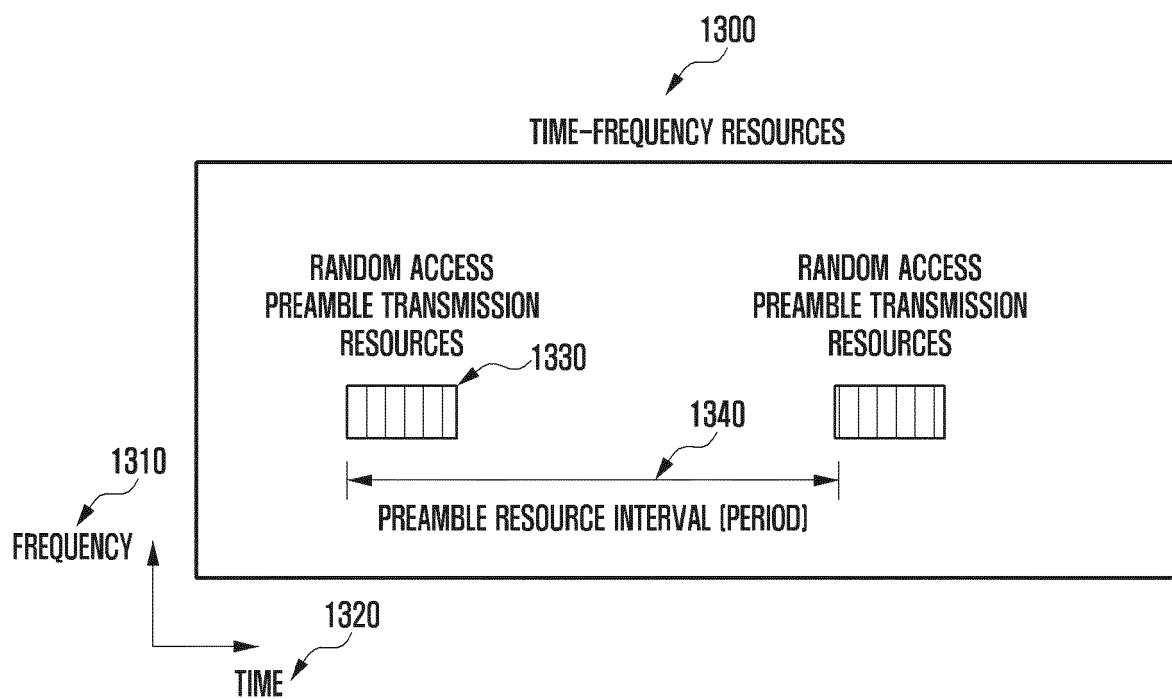 1300
TIME-FREQUENCY RESOURCES
RANDOM ACCESS
PREAMBLE TRANSMISSION
RESOURCES
1330
RANDOM ACCESS
PREAMBLE TRANSMISSION
RESOURCES
1340
PREAMBLE RESOURCE INTERVAL (PERIOD)
1310
FREQUENCY
1320
TIME